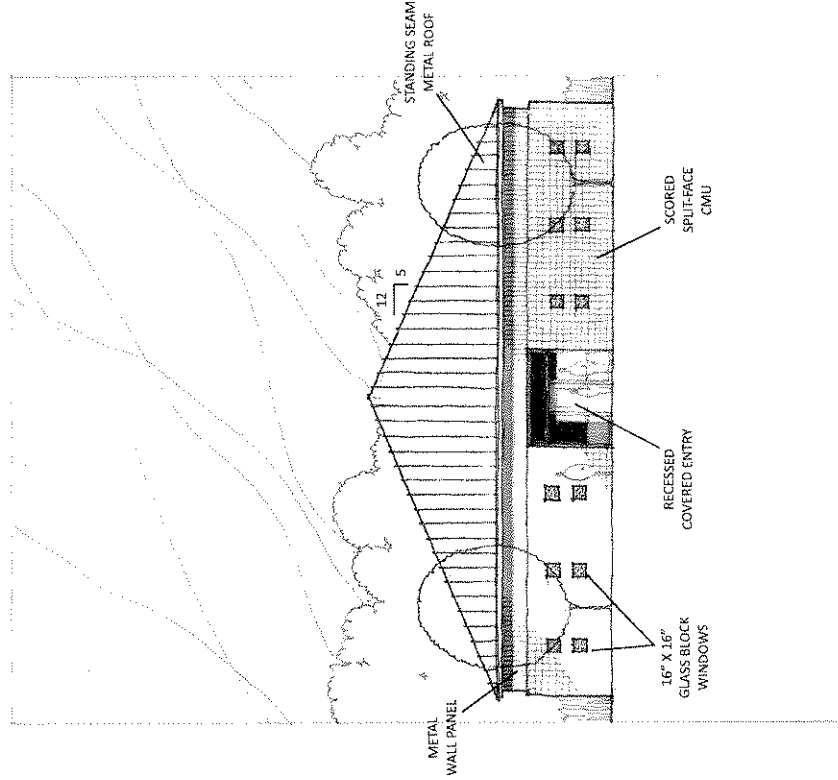 STANDING SEAM
METAL ROOF
12
5
METAL
WALL PANEL
16" X 16"
GLASS BLOCK
WINDOWS
RECESSED
COVERED ENTRY
SCORED
SPLIT-FACE
CMU